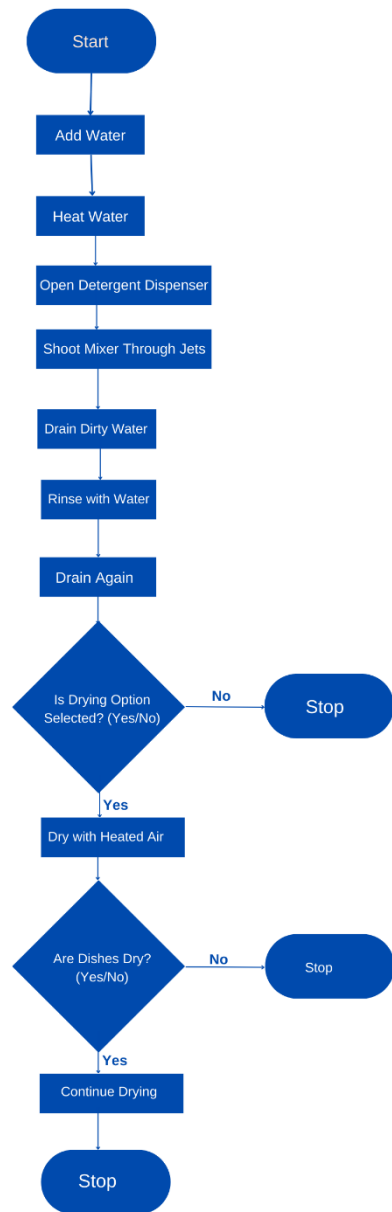 Start
Add Water
Heat Water
Open Detergent Dispenser
Shoot Mixer Through Jets
Drain Dirty Water
Rinse with Water
Drain Again
Is Drying Option
Selected? (Yes/No)
No
Stop
Yes
Dry with Heated Air
Are Dishes Dry?
(Yes/No)
No
Stop
Yes
Continue Drying
Stop